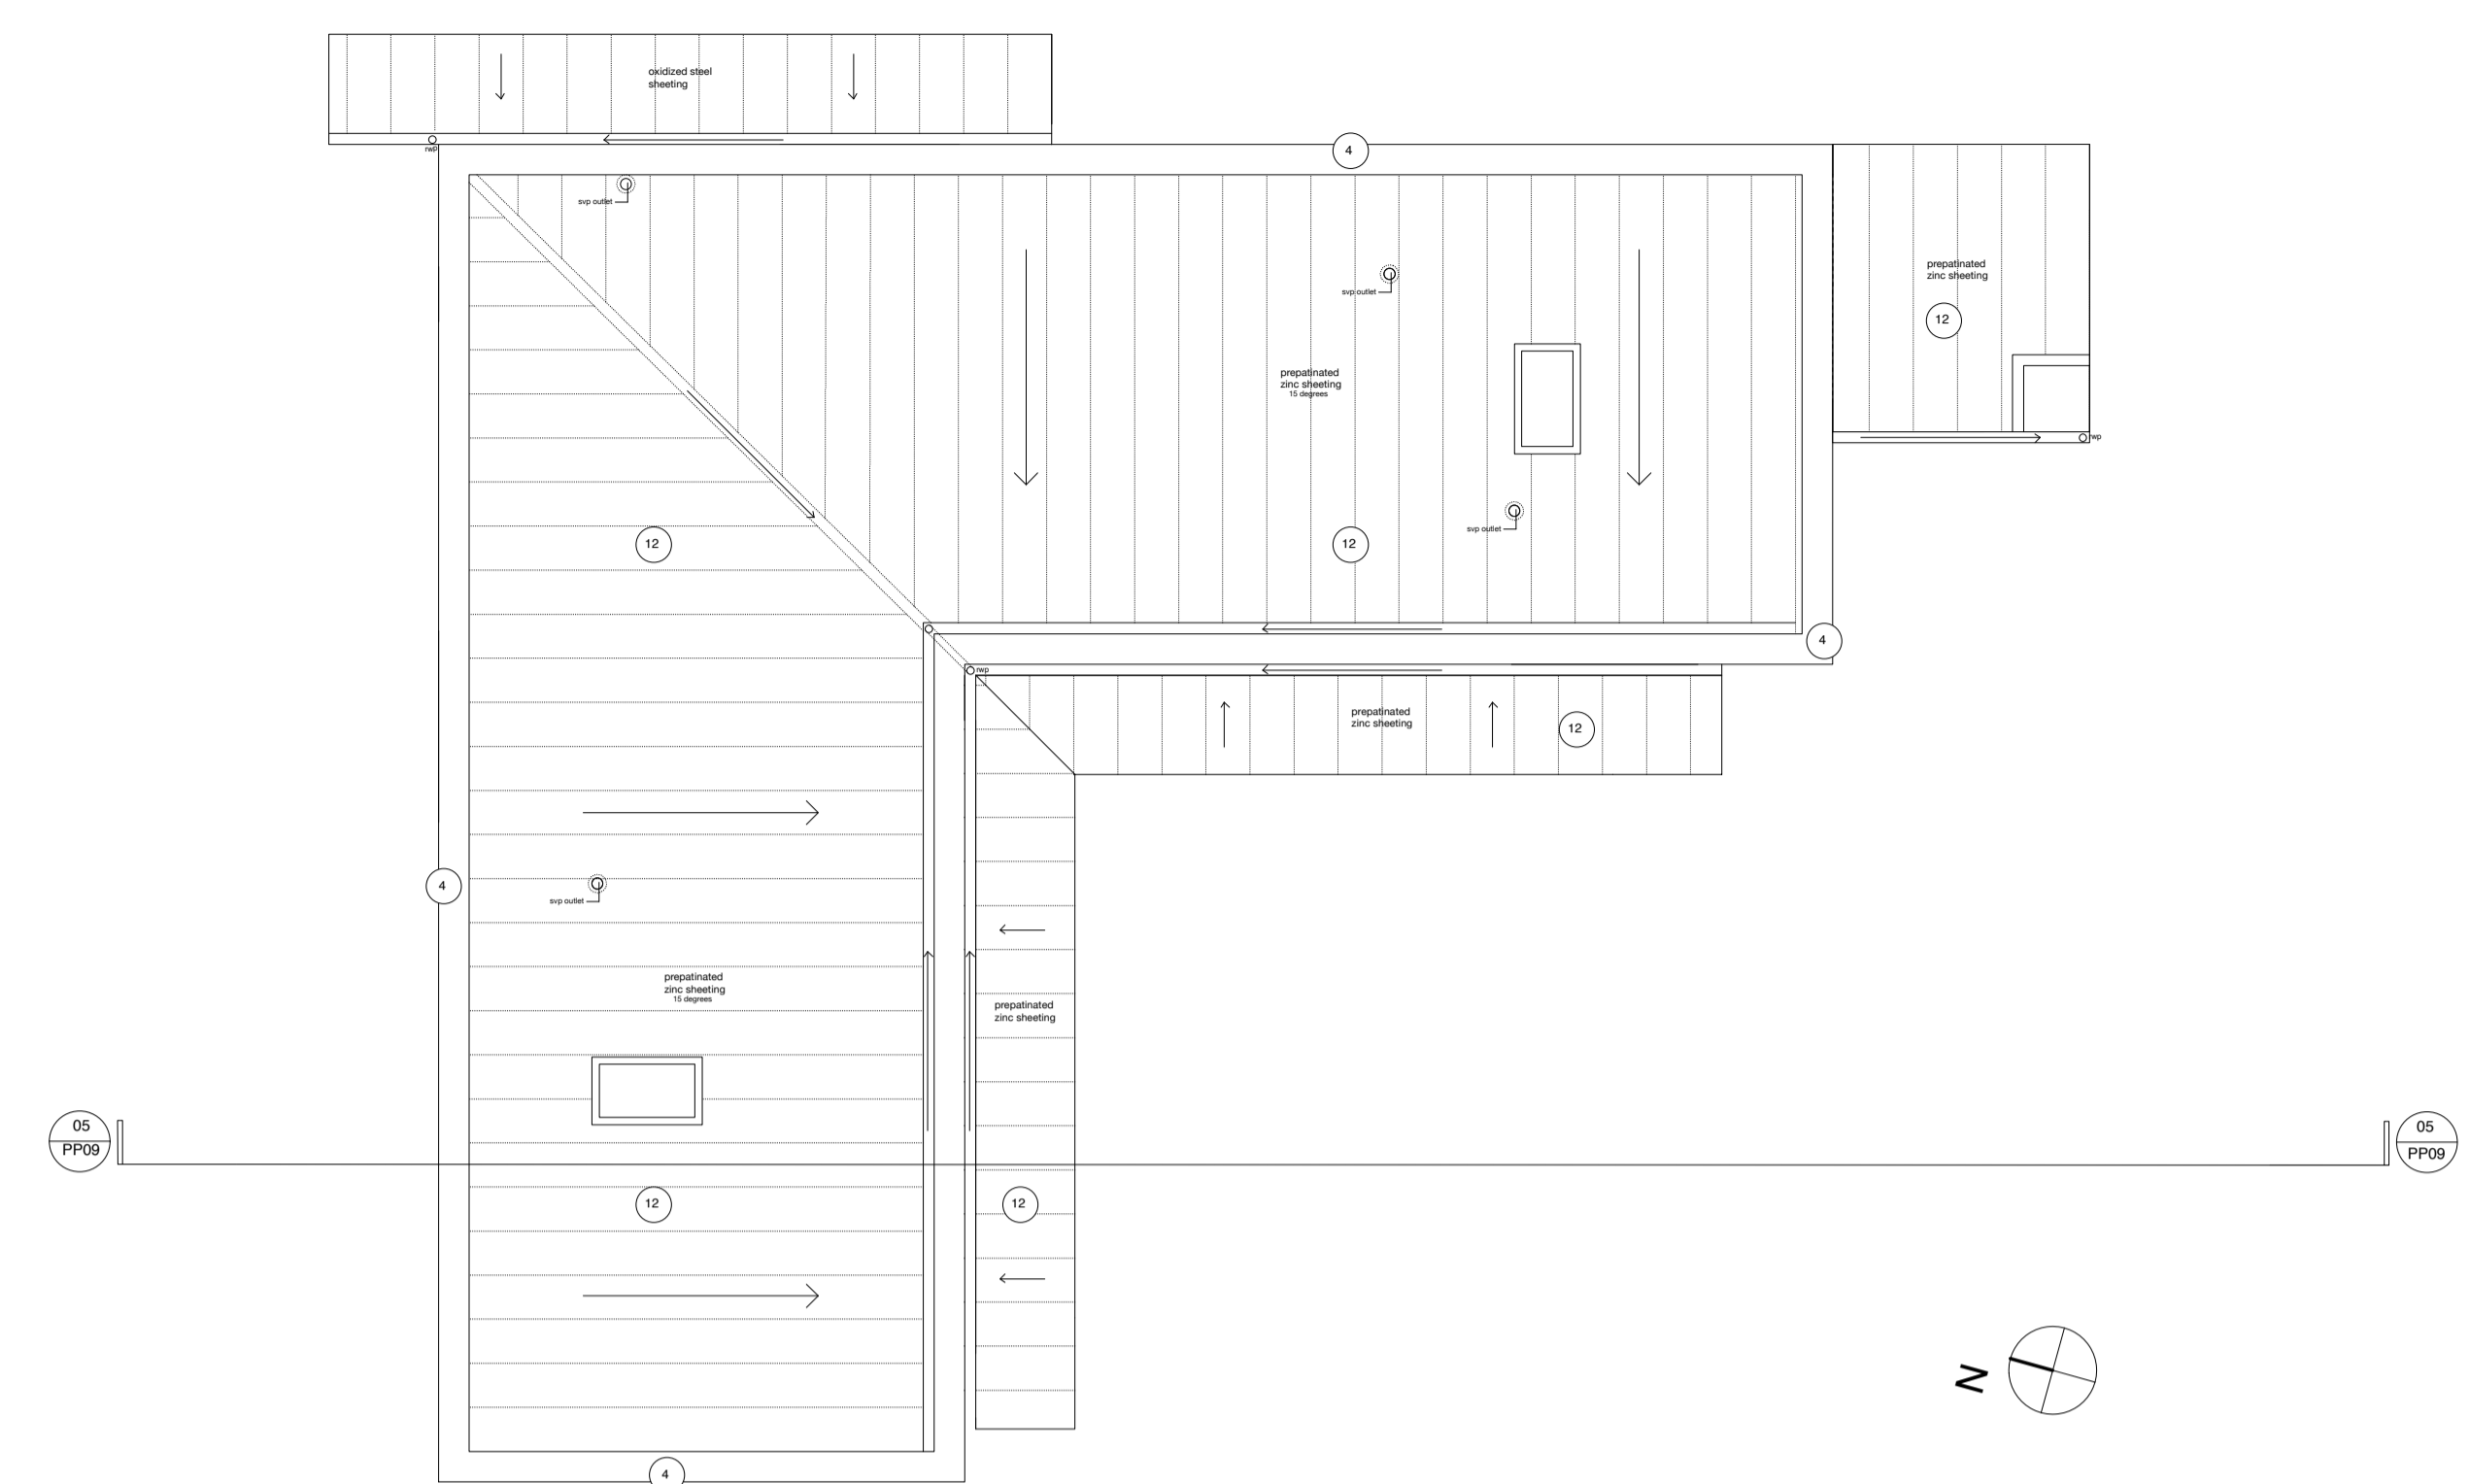 oxidized steel
sheeting
rwp
4
svp outlet
prepatinated
zinc sheeting
12
svp outlet
prepatinated
zinc sheeting
15 degrees
rwp
svp outlet
12
12
4
rwp
prepatinated
zinc sheeting
12
4
svp outlet
prepatinated
zinc sheeting
15 degrees
prepatinated
zinc sheeting
05
PP09
05
PP09
12
12
N
4